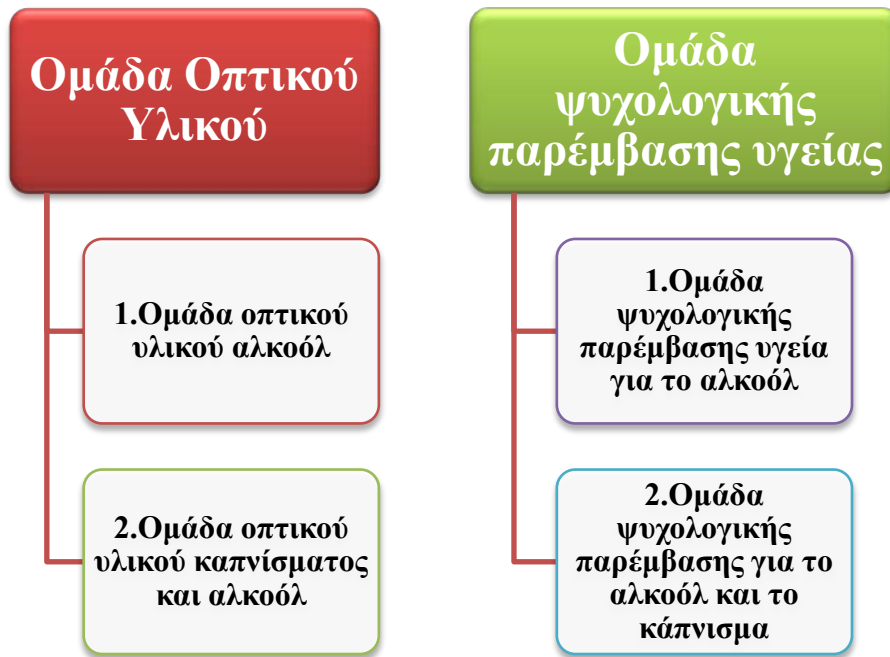 Ομάδα Οπτικού
Υλικού
1.Ομάδα οπτικού
υλικού αλκοόλ
2.Ομάδα οπτικού
υλικού καπνίσματος
και αλκοόλ
Ομάδα
ψυχολογικής
παρέμβασης υγείας
1.Ομάδα
ψυχολογικής
παρέμβασης υγεία
για το αλκοόλ
2.Ομάδα
ψυχολογικής
παρέμβασης για το
αλκοόλ και το
κάπνισμα